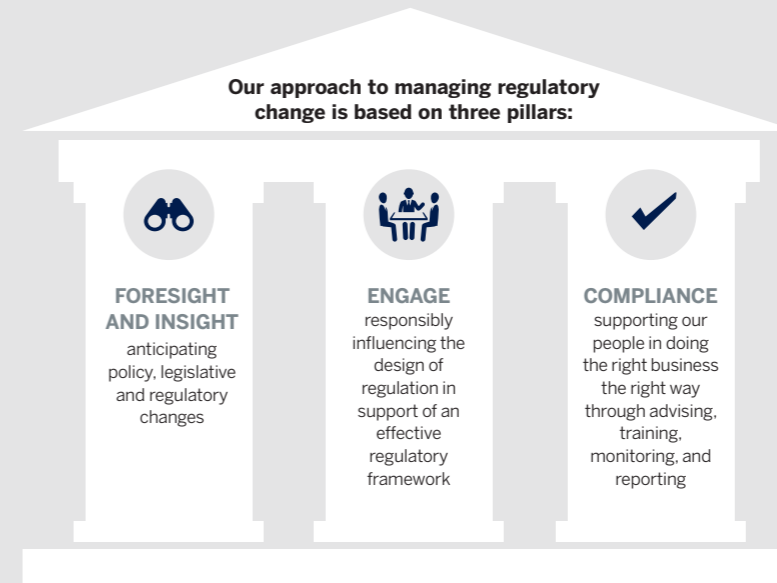 Our approach to managing regulatory
change is based on three pillars:
FORESIGHT
AND INSIGHT
anticipating
policy, legislative
and regulatory
changes
ENGAGE
responsibly
influencing the
design of
regulation in
support of an
effective
regulatory
framework
COMPLIANCE
supporting our
people in doing
the right business
the right way
through advising,
training,
monitoring, and
reporting